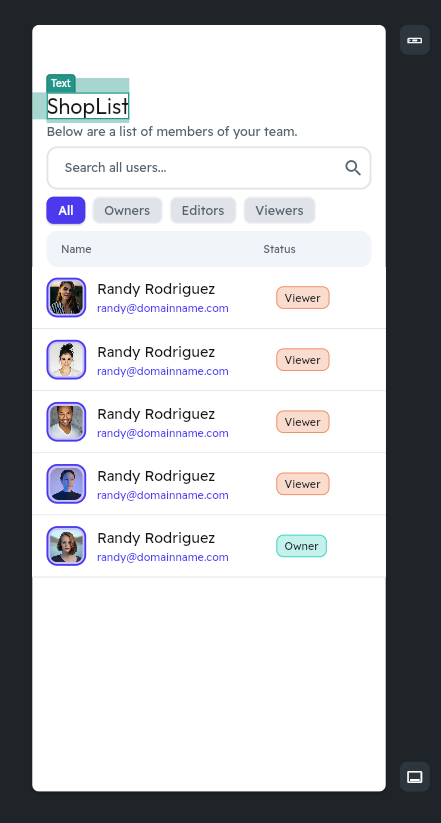 Text
ShopList
Below are a list of members of your team.
Search all users...
All Owners Editors Viewers
Name Status
Randy Rodriguez
randy@domainname.com
Viewer
Randy Rodriguez
randy@domainname.com
Viewer
Randy Rodriguez
randy@domainname.com
Viewer
Randy Rodriguez
randy@domainname.com
Viewer
Randy Rodriguez
randy@domainname.com
Owner